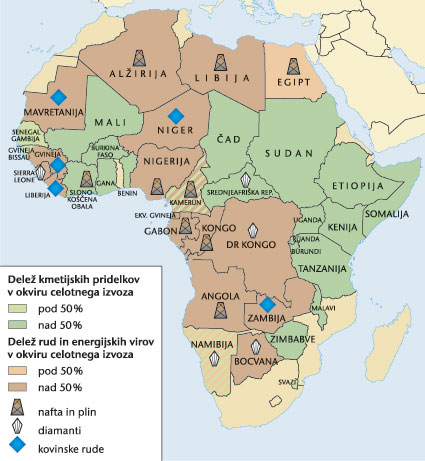 ALŽIRIJA
LIBIJA
EGIPT
MAVRETANIJA
MALI
NIGER
ČAD
SUDAN
SENEGAL
GAMBIJA
GVINEJA
BISSAU
GVINEJA
BURKINA
FASO
NIGERIJA
ETIOPIJA
SIERRA
LEONE
LIBERIJA
SLONO-
KOŠČENA
OBALA
GANA
BENIN
KAMERUN
SREDNJEAFRIŠKA REP.
SOMALIJA
EKV. GVINEJA
GABON
KONGO
DR KONGO
UGANDA
KENIJA
RUANDA
BURUNDI
TANZANIJA
ANGOLA
ZAMBIJA
MALAVI
NAMIBIJA
ZIMBABVE
BOCVANA
SVAZI
Delež kmetijskih pridelkov
v okviru celotnega izvoza
pod 50%
nad 50%
Delež rud in energijskih virov
v okviru celotnega izvoza
pod 50%
nad 50%
nafta in plin
diamanti
kovinske rude